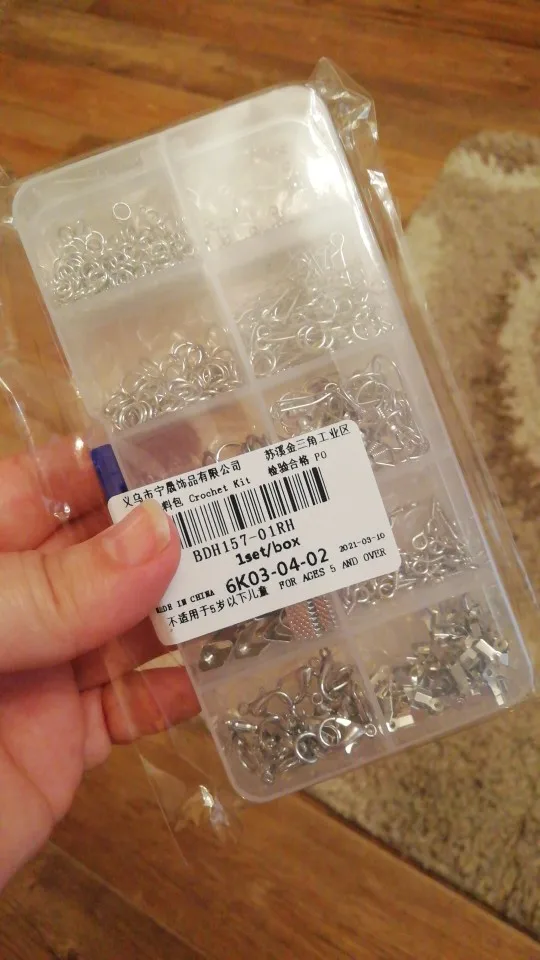 义乌市宁晟饰品有限公司 苏溪金三角工业区
料包 Crochet Kit 检验合格 PO
BDH157-01RH
1set/box
MADE IN CHINA 6K03-04-02 2021-03-10
不适用于5岁以下儿童 FOR AGES 5 AND OVER